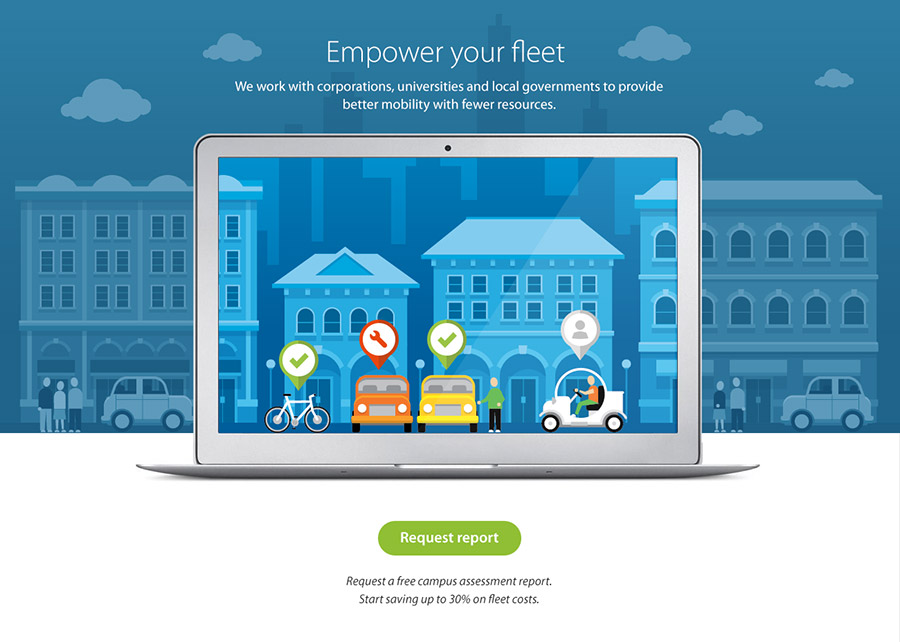 Empower your fleet
We work with corporations, universities and local governments to provide
better mobility with fewer resources.
Request report
Request a free campus assessment report.
Start saving up to 30% on fleet costs.